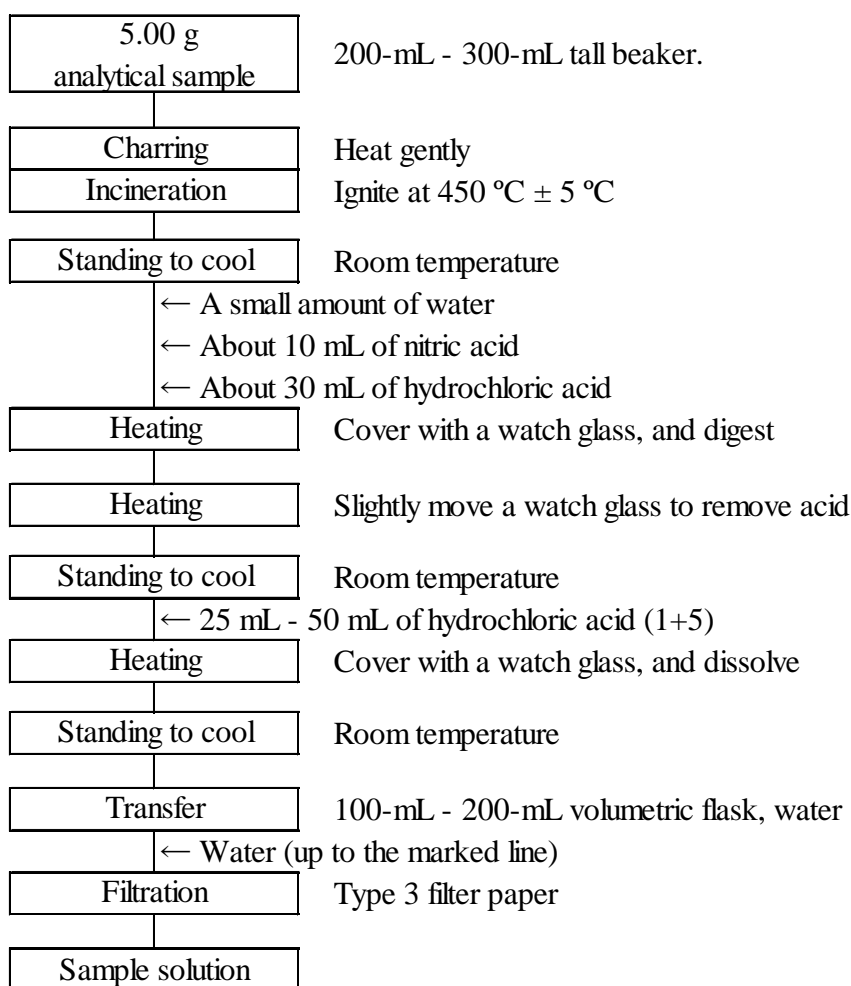 5.00 g
analytical sample
200-mL - 300-mL tall beaker.
Charring
Heat gently
Incineration
Ignite at 450 ºC ± 5 ºC
Standing to cool
Room temperature
← A small amount of water
← About 10 mL of nitric acid
← About 30 mL of hydrochloric acid
Heating
Cover with a watch glass, and digest
Heating
Slightly move a watch glass to remove acid
Standing to cool
Room temperature
← 25 mL - 50 mL of hydrochloric acid (1+5)
Heating
Cover with a watch glass, and dissolve
Standing to cool
Room temperature
Transfer
100-mL - 200-mL volumetric flask, water
← Water (up to the marked line)
Filtration
Type 3 filter paper
Sample solution